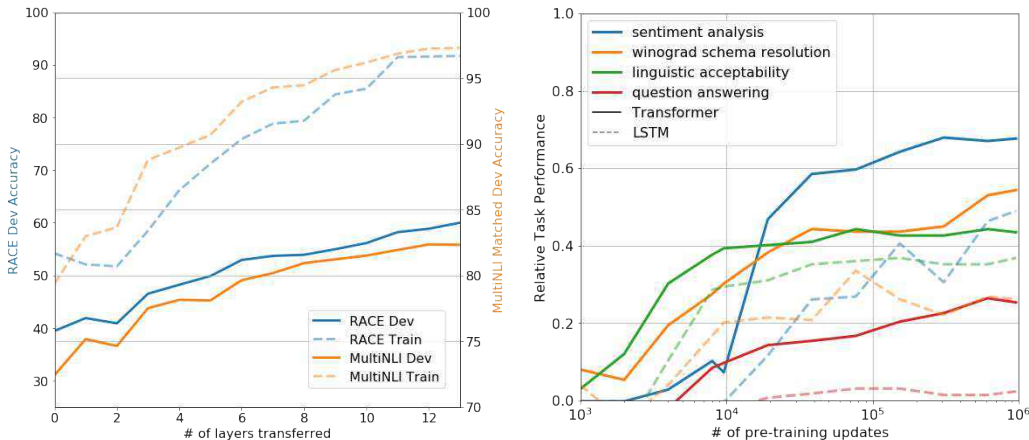 100
90
80
70
60
50
40
30
0
2
4
6
8
10
12
100
95
90
85
80
75
70
RACE Dev Accuracy
# of layers transferred
MultiNLI Matched Dev Accuracy
RACE Dev
RACE Train
MultiNLI Dev
MultiNLI Train
1.0
0.8
0.6
0.4
0.2
0.0
10³
10⁴
10⁵
10⁶
Relative Task Performance
# of pre-training updates
sentiment analysis
winograd schema resolution
linguistic acceptability
question answering
Transformer
LSTM